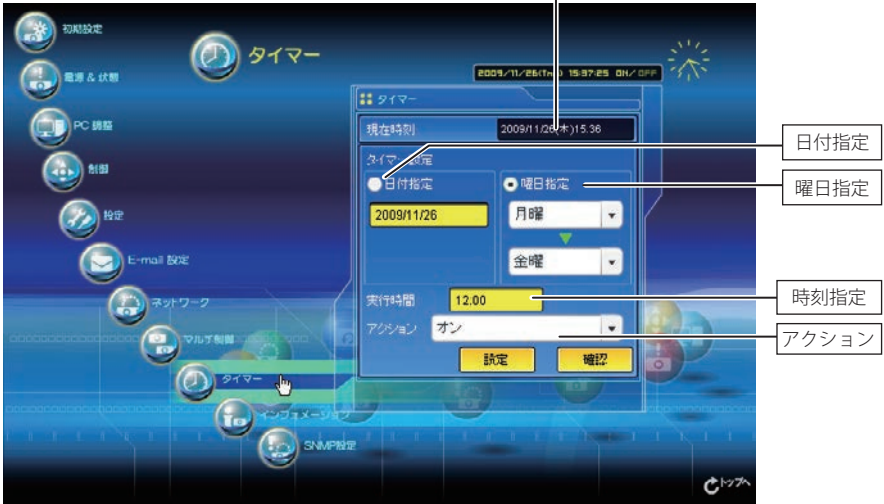 初期設定
電源 & 状態
PC 調整
制御
設定
E-mail 設定
ネットワーク
マルチ制御
タイマー
インフォメーション
SNMP設定
タイマー
2009/11/26(Thu) 15:37:25 ON/OFF
タイマー
現在時刻 2009/11/26(木)15:36
タイマー設定
日付指定 曜日指定
2009/11/26 月曜
金曜
実行時間 12:00
アクション オン
設定 確認
トップへ
日付指定
曜日指定
時刻指定
アクション